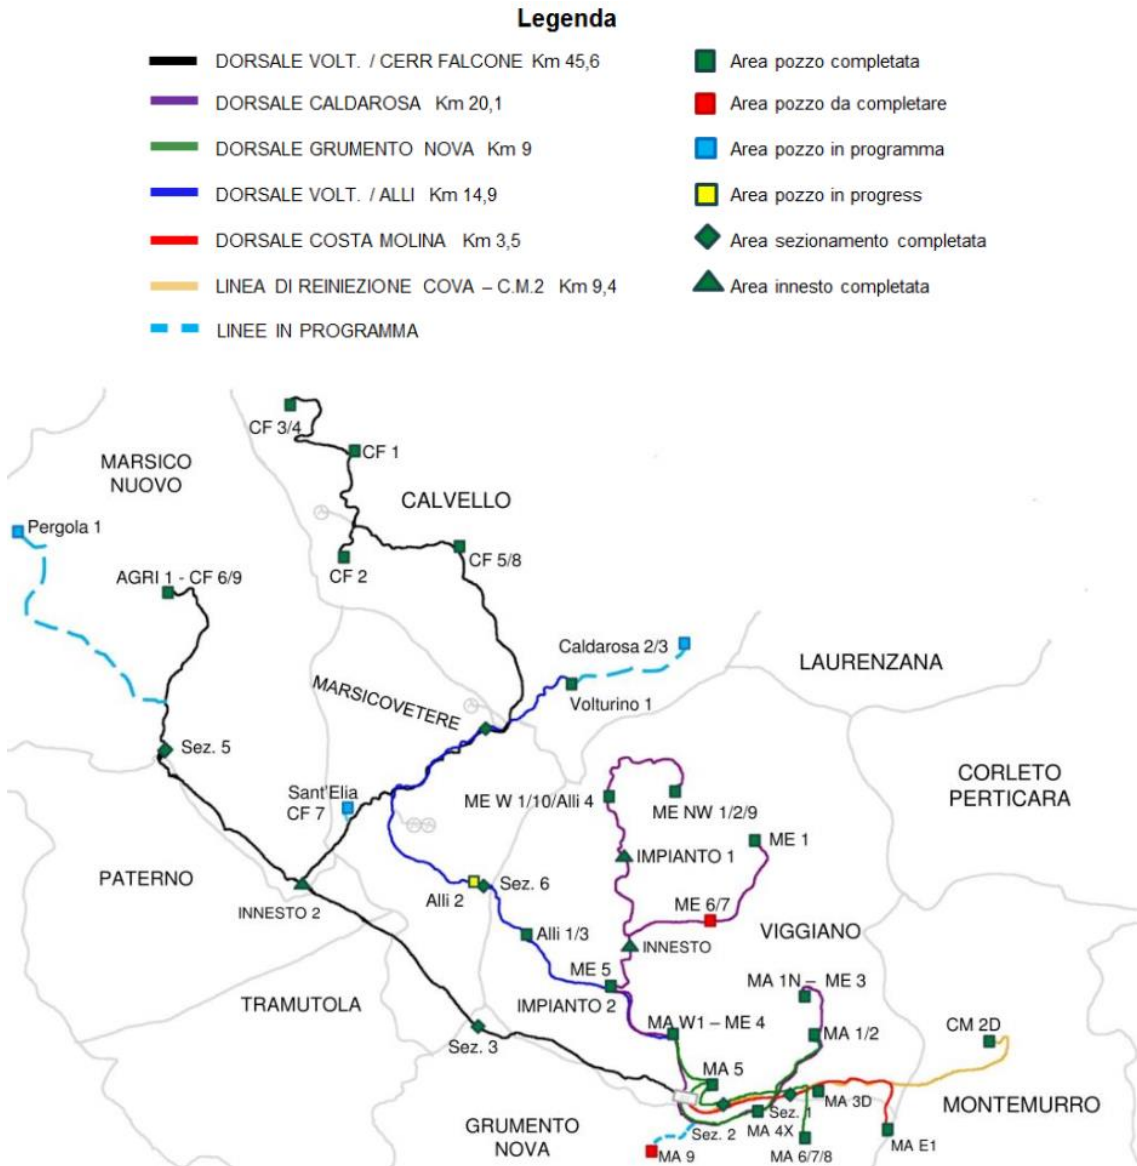 Legenda
DORSALE VOLT. / CERR FALCONE Km 45,6
DORSALE CALDAROSA Km 20,1
DORSALE GRUMENTO NOVA Km 9
DORSALE VOLT. / ALLI Km 14,9
DORSALE COSTA MOLINA Km 3,5
LINEA DI REINIEZIONE COVA – C.M.2 Km 9,4
LINEE IN PROGRAMMA
Area pozzo completata
Area pozzo da completare
Area pozzo in programma
Area pozzo in progress
Area sezionamento completata
Area innesto completata
CF 3/4
CF 1
MARSICO
NUOVO
CALVELLO
Pergola 1
CF 5/8
CF 2
AGRI 1 - CF 6/9
Caldarosa 2/3
LAURENZANA
MARSICOVETERE
Volturino 1
Sez. 5
Sant'Elia
CF 7
ME W 1/10/Alli 4
ME NW 1/2/9
CORLETO
PERTICARA
ME 1
IMPIANTO 1
PATERNO
INNESTO 2
Alli 2
Sez. 6
ME 6/7
Alli 1/3
INNESTO
VIGGIANO
ME 5
IMPIANTO 2
MA 1N – ME 3
TRAMUTOLA
Sez. 3
MA W1 – ME 4
MA 1/2
CM 2D
MA 5
MA 3D
Sez. 1
MONTEMURRO
GRUMENTO
NOVA
Sez. 2
MA 4X
MA 9
MA 6/7/8
MA E1